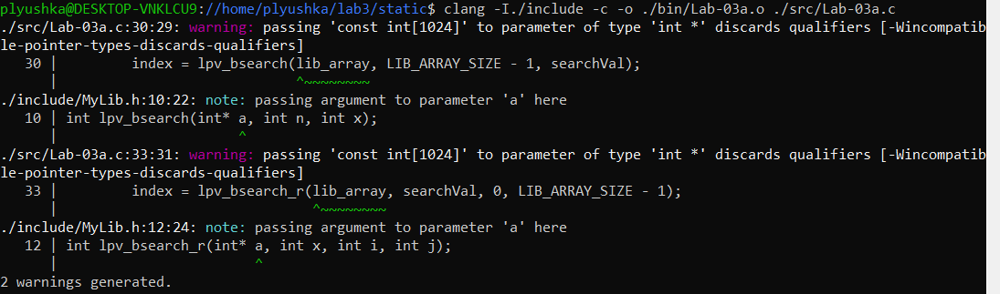 plyushka@DESKTOP-VNKLCU9://home/plyushka/lab3/static$ clang -I./include -c -o ./bin/Lab-03a.o ./src/Lab-03a.c
./src/Lab-03a.c:30:29: warning: passing 'const int[1024]' to parameter of type 'int *' discards qualifiers [-Wincompatib
le-pointer-types-discards-qualifiers]
   30 |         index = lpv_bsearch(lib_array, LIB_ARRAY_SIZE - 1, searchVal);
      |                             ^~~~~~~~~
./include/MyLib.h:10:22: note: passing argument to parameter 'a' here
   10 | int lpv_bsearch(int* a, int n, int x);
      |                      ^
./src/Lab-03a.c:33:31: warning: passing 'const int[1024]' to parameter of type 'int *' discards qualifiers [-Wincompatib
le-pointer-types-discards-qualifiers]
   33 |         index = lpv_bsearch_r(lib_array, searchVal, 0, LIB_ARRAY_SIZE - 1);
      |                               ^~~~~~~~~
./include/MyLib.h:12:24: note: passing argument to parameter 'a' here
   12 | int lpv_bsearch_r(int* a, int x, int i, int j);
      |                        ^
2 warnings generated.